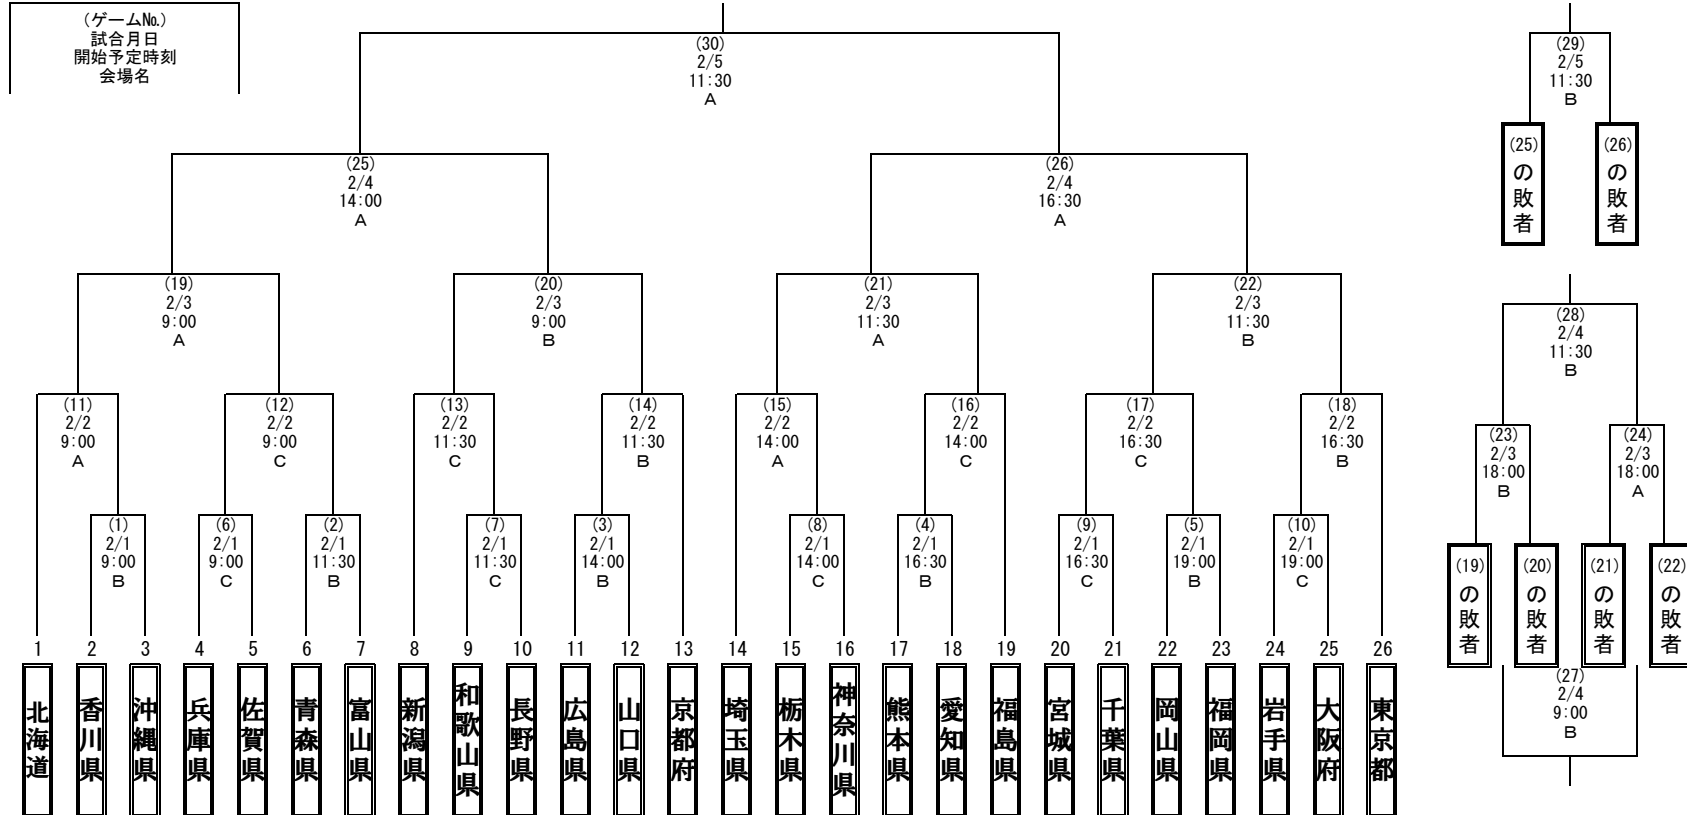 (ゲーム№)
試合月日
開始予定時刻
会場名
(30)
2/5
11:30
A
(29)
2/5
11:30
B
(25)の敗者
(26)の敗者
(25)
2/4
14:00
A
(26)
2/4
16:30
A
(19)
2/3
9:00
A
(20)
2/3
9:00
B
(21)
2/3
11:30
A
(22)
2/3
11:30
B
(28)
2/4
11:30
B
(11)
2/2
9:00
A
(12)
2/2
9:00
C
(13)
2/2
11:30
C
(14)
2/2
11:30
B
(15)
2/2
14:00
A
(16)
2/2
14:00
C
(17)
2/2
16:30
C
(18)
2/2
16:30
B
(23)
2/3
18:00
B
(24)
2/3
18:00
A
(1)
2/1
9:00
B
(6)
2/1
9:00
C
(2)
2/1
11:30
B
(7)
2/1
11:30
C
(3)
2/1
14:00
B
(8)
2/1
14:00
C
(4)
2/1
16:30
B
(9)
2/1
16:30
C
(5)
2/1
19:00
B
(10)
2/1
19:00
C
(19)の敗者
(20)の敗者
(21)の敗者
(22)の敗者
(27)
2/4
9:00
B
1 北海道
2 香川県
3 沖縄県
4 兵庫県
5 佐賀県
6 青森県
7 富山県
8 新潟県
9 和歌山県
10 長野県
11 広島県
12 山口県
13 京都府
14 埼玉県
15 栃木県
16 神奈川県
17 熊本県
18 愛知県
19 福島県
20 宮城県
21 千葉県
22 岡山県
23 福岡県
24 岩手県
25 大阪府
26 東京都